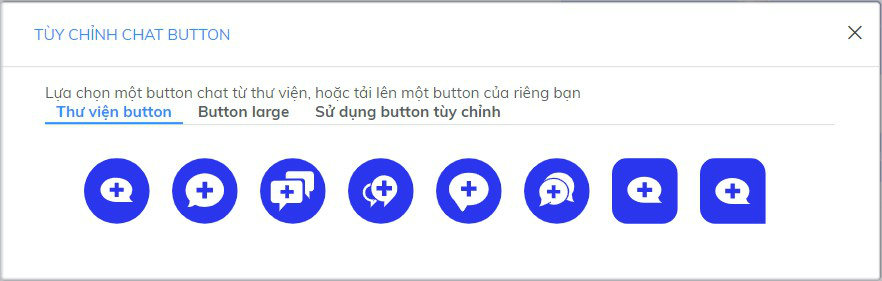 TÙY CHỈNH CHAT BUTTON
Lựa chọn một button chat từ thư viện, hoặc tải lên một button của riêng bạn
Thư viện button Button large Sử dụng button tùy chỉnh